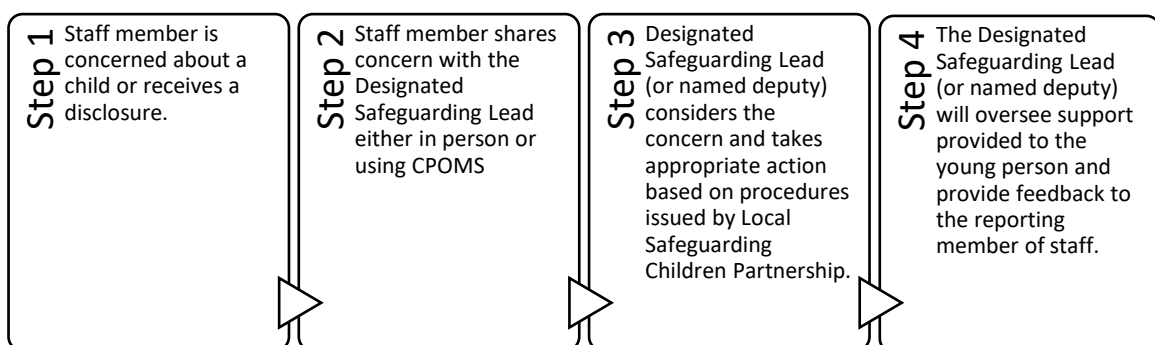 Step 1
Staff member is
concerned about a
child or receives a
disclosure.
Step 2
Staff member shares
concern with the
Designated
Safeguarding Lead
either in person or
using CPOMS
Step 3
Designated
Safeguarding Lead
(or named deputy)
considers the
concern and takes
appropriate action
based on procedures
issued by Local
Safeguarding
Children Partnership.
Step 4
The Designated
Safeguarding Lead
(or named deputy)
will oversee support
provided to the
young person and
provide feedback to
the reporting
member of staff.